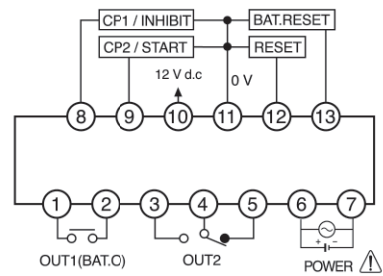 CP1 / INHIBIT BAT.RESET
CP2 / START RESET
12 V d.c 0 V
8 9 10 11 12 13
1 2 3 4 5 6 7
+ -
OUT1(BAT.O) OUT2 POWER